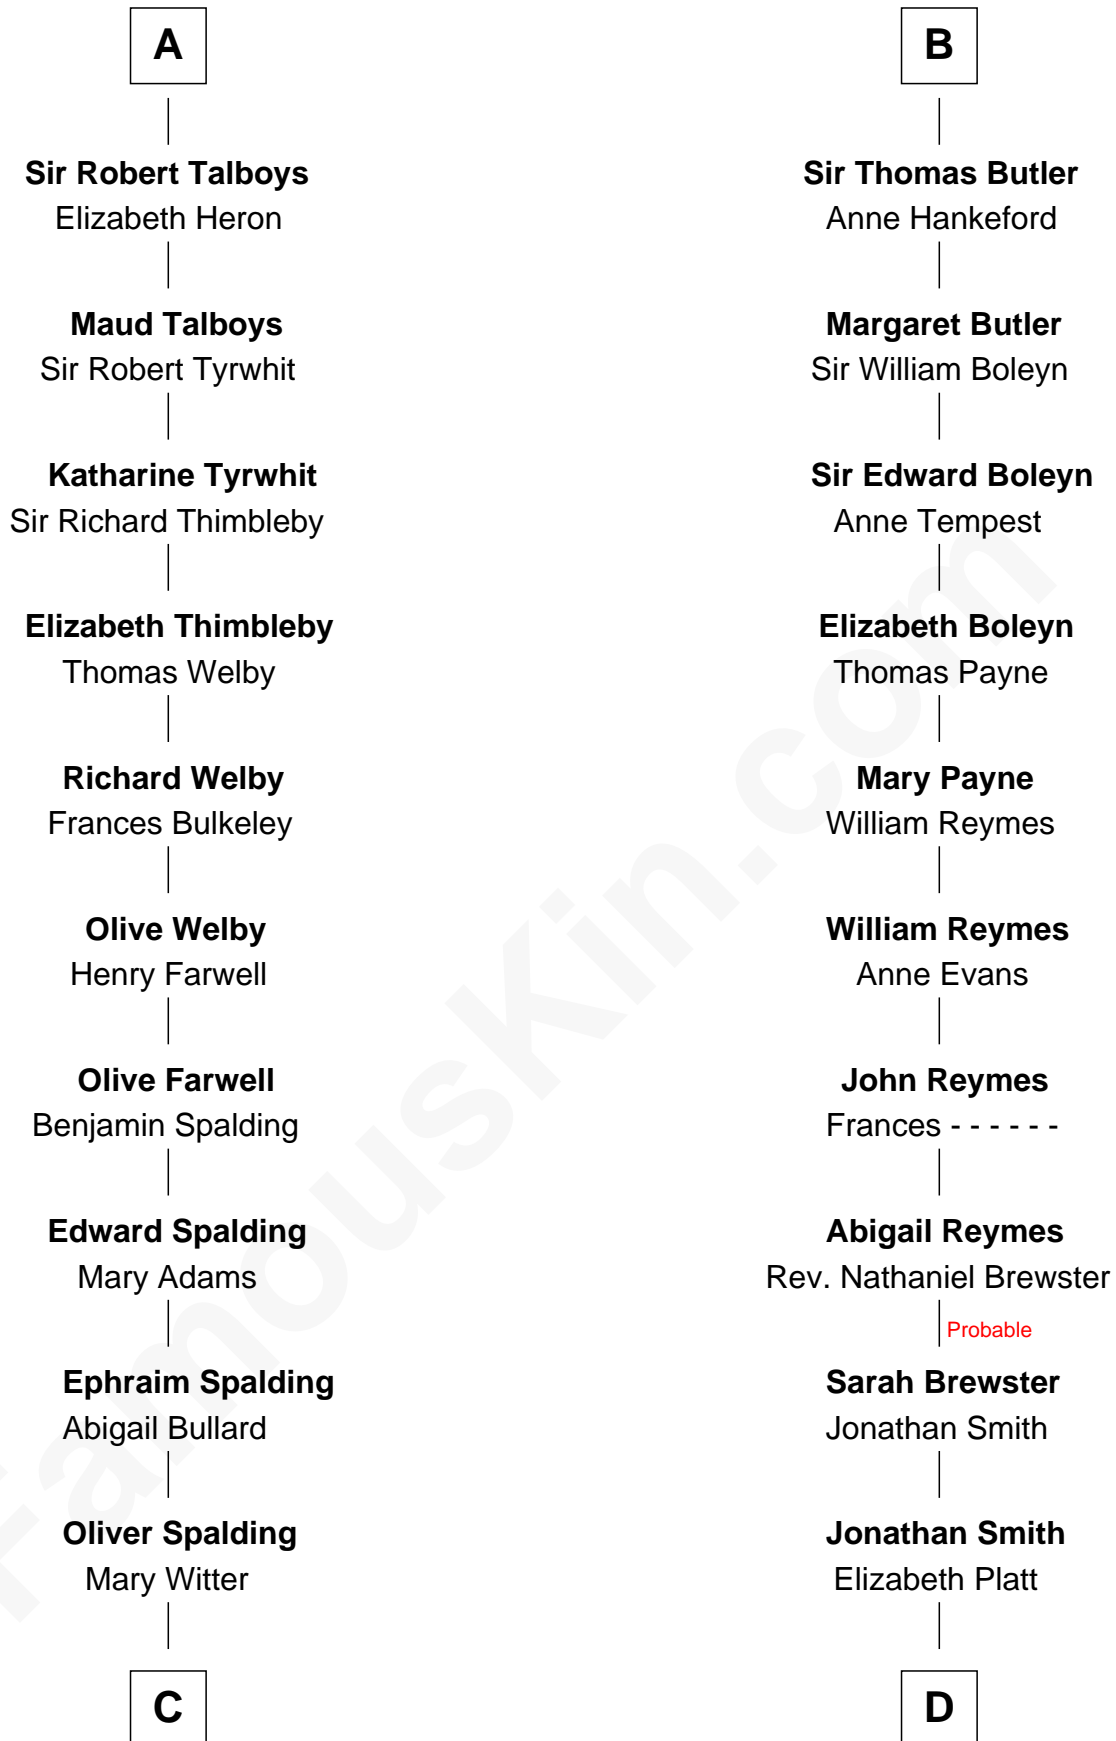 A
Sir Robert Talboys
Elizabeth Heron
Maud Talboys
Sir Robert Tyrwhit
Katharine Tyrwhit
Sir Richard Thimbleby
Elizabeth Thimbleby
Thomas Welby
Richard Welby
Frances Bulkeley
Olive Welby
Henry Farwell
Olive Farwell
Benjamin Spalding
Edward Spalding
Mary Adams
Ephraim Spalding
Abigail Bullard
Oliver Spalding
Mary Witter
C
B
Sir Thomas Butler
Anne Hankeford
Margaret Butler
Sir William Boleyn
Sir Edward Boleyn
Anne Tempest
Elizabeth Boleyn
Thomas Payne
Mary Payne
William Reymes
William Reymes
Anne Evans
John Reymes
Frances - - - - - -
Abigail Reymes
Rev. Nathaniel Brewster
Probable
Sarah Brewster
Jonathan Smith
Jonathan Smith
Elizabeth Platt
D
FamousKin.com